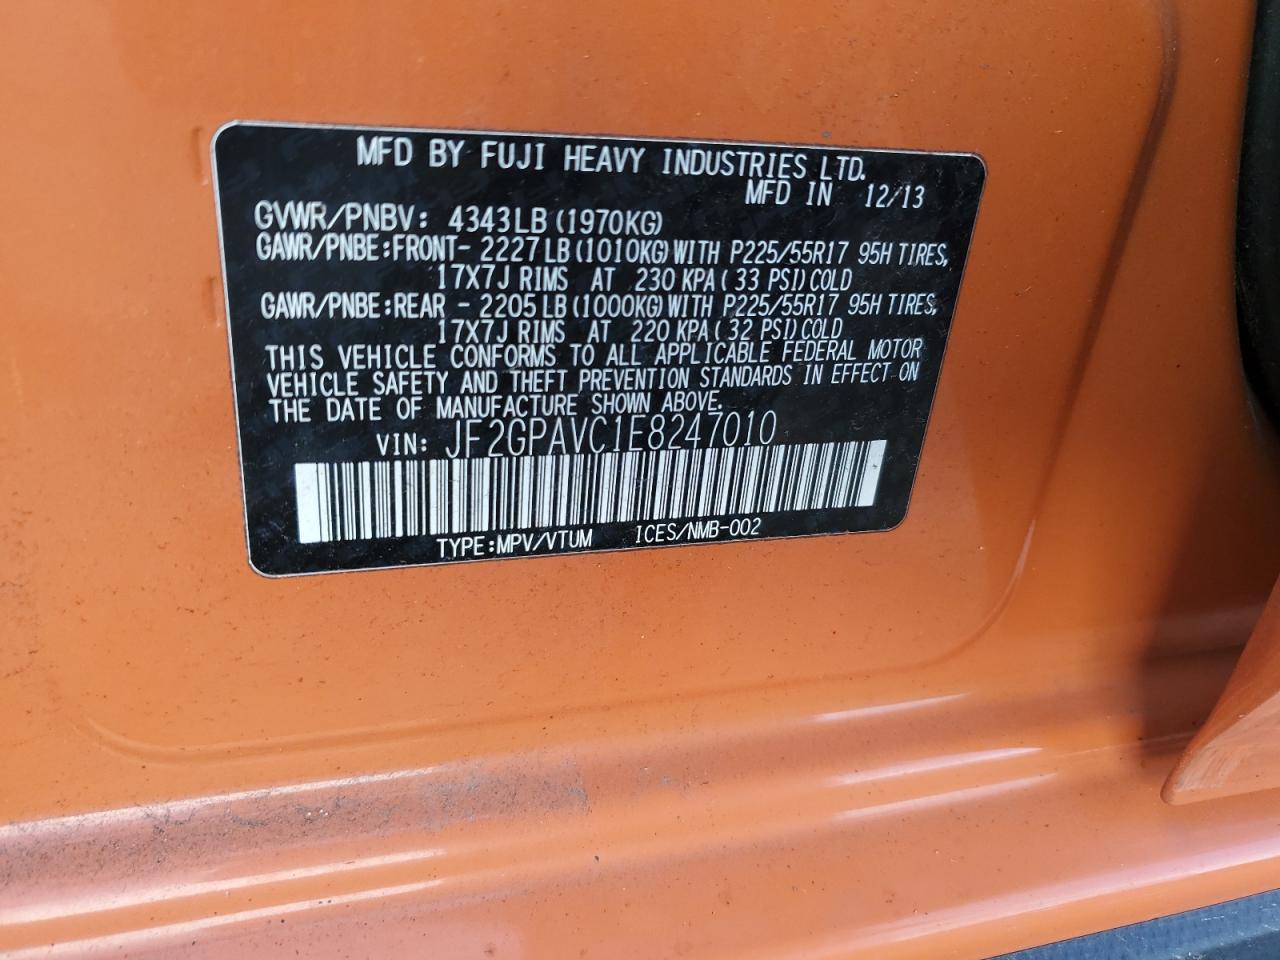 MFD BY FUJI HEAVY INDUSTRIES LTD.
MFD IN 12/13
GVWR/PNBV: 4343LB (1970KG)
GAWR/PNBE:FRONT- 2227LB (1010KG) WITH P225/55R17 95H TIRES,
17X7J RIMS AT 230 KPA (33 PSI) COLD
GAWR/PNBE:REAR - 2205LB (1000KG) WITH P225/55R17 95H TIRES,
17X7J RIMS AT 220 KPA (32 PSI) COLD
THIS VEHICLE CONFORMS TO ALL APPLICABLE FEDERAL MOTOR
VEHICLE SAFETY AND THEFT PREVENTION STANDARDS IN EFFECT ON
THE DATE OF MANUFACTURE SHOWN ABOVE.
VIN: JF2GPAVC1E8247010
TYPE:MPV/VTUM ICES/NMB-002